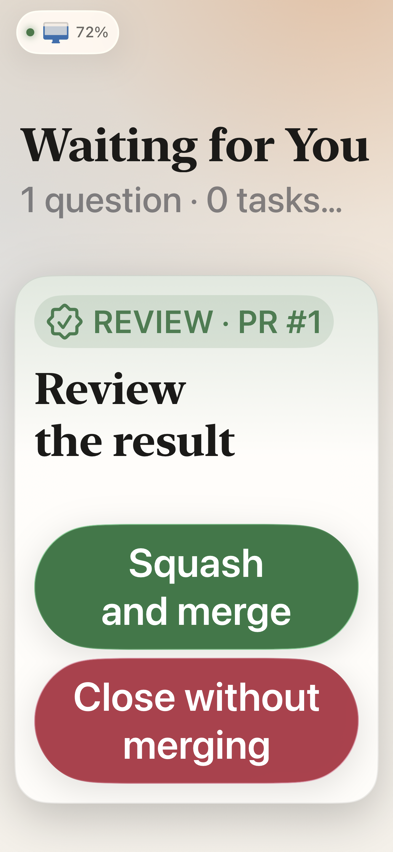 72%
Waiting for You
1 question · 0 tasks...
REVIEW · PR #1
Review
the result
Squash
and merge
Close without
merging